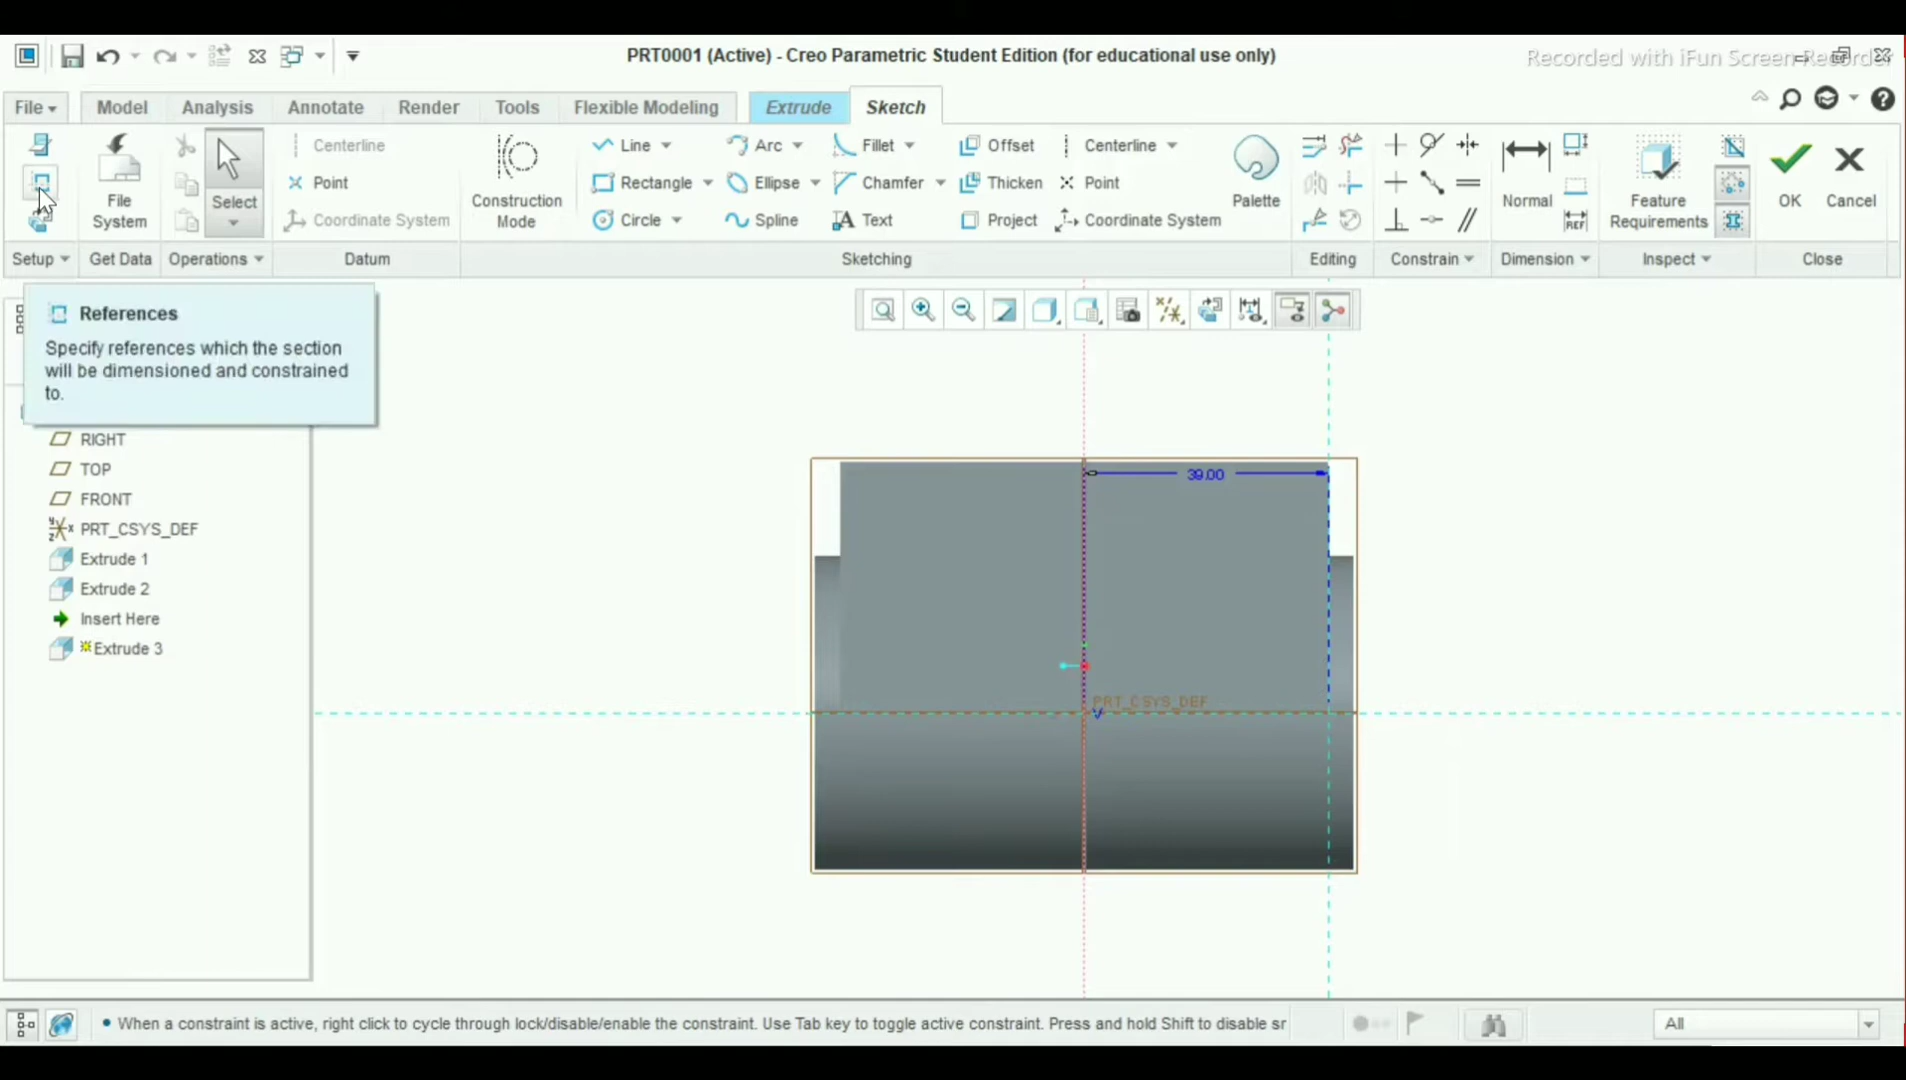 PRT0001 (Active) - Creo Parametric Student Edition (for educational use only)
Recorded with iFun Screen Recorder
File Model Analysis Annotate Render Tools Flexible Modeling Extrude Sketch
Centerline Line Arc Fillet Offset Centerline
Point Rectangle Ellipse Chamfer Thicken Point
Coordinate System Circle Spline Text Project Coordinate System
File System
Select
Construction Mode
Palette
Normal
REF
Feature Requirements
OK
Cancel
Setup Get Data Operations Datum Sketching Editing Constrain Dimension Inspect Close
References
Specify references which the section
will be dimensioned and constrained
to.
RIGHT
TOP
FRONT
PRT_CSYS_DEF
Extrude 1
Extrude 2
Insert Here
Extrude 3
39.00
PRT_CSYS_DEF
V
When a constraint is active, right click to cycle through lock/disable/enable the constraint. Use Tab key to toggle active constraint. Press and hold Shift to disable sr
All